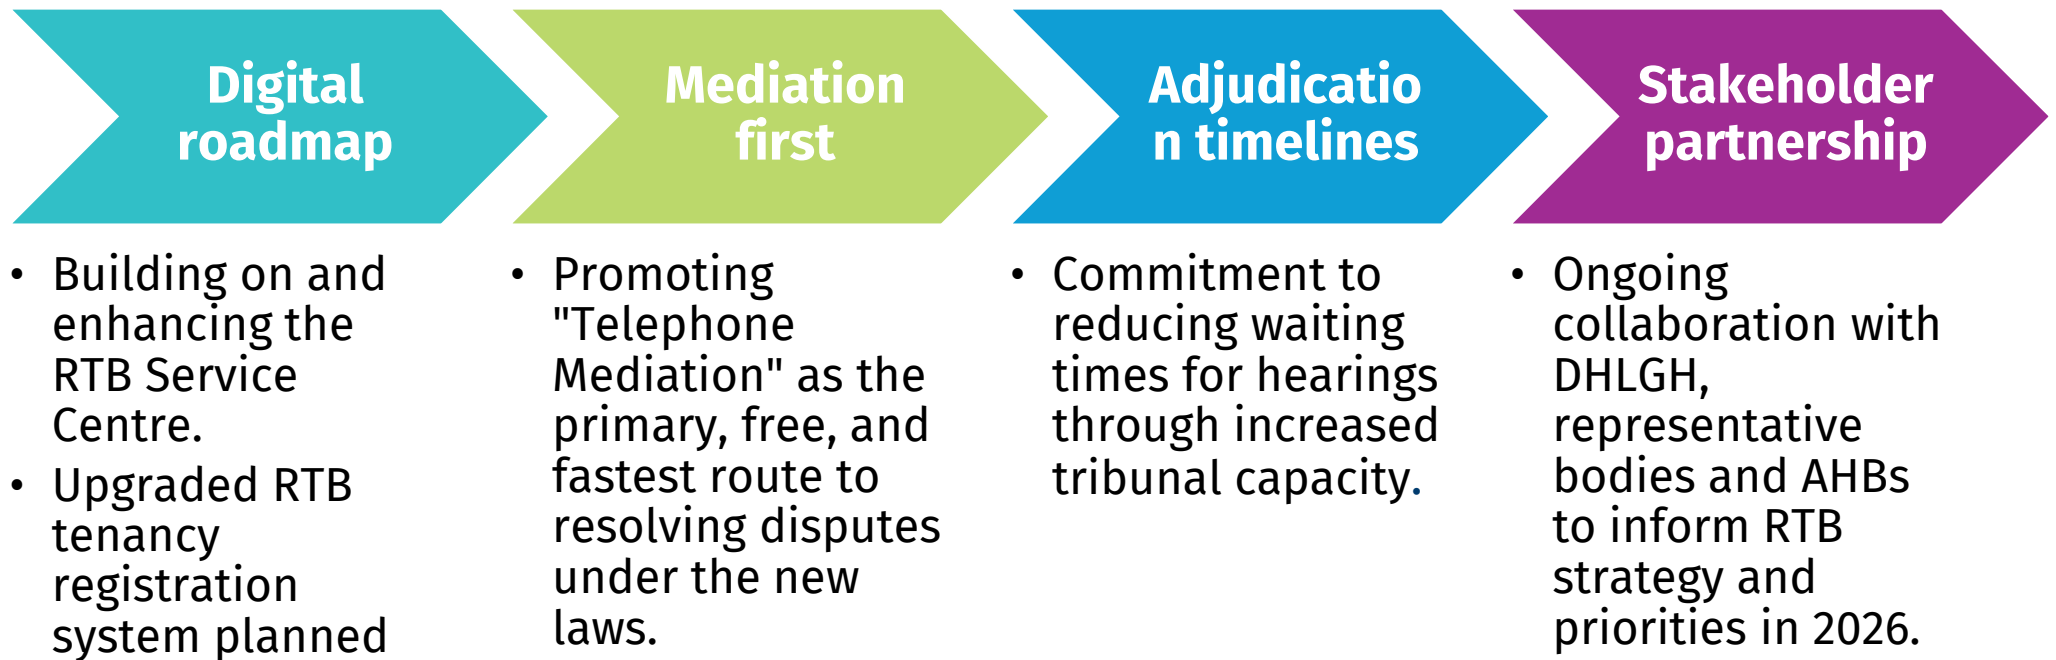 Digital
roadmap
• Building on and
enhancing the
RTB Service
Centre.
• Upgraded RTB
tenancy
registration
system planned
Mediation
first
• Promoting
"Telephone
Mediation" as the
primary, free, and
fastest route to
resolving disputes
under the new
laws.
Adjudicatio
n timelines
• Commitment to
reducing waiting
times for hearings
through increased
tribunal capacity.
Stakeholder
partnership
• Ongoing
collaboration with
DHLGH,
representative
bodies and AHBs
to inform RTB
strategy and
priorities in 2026.